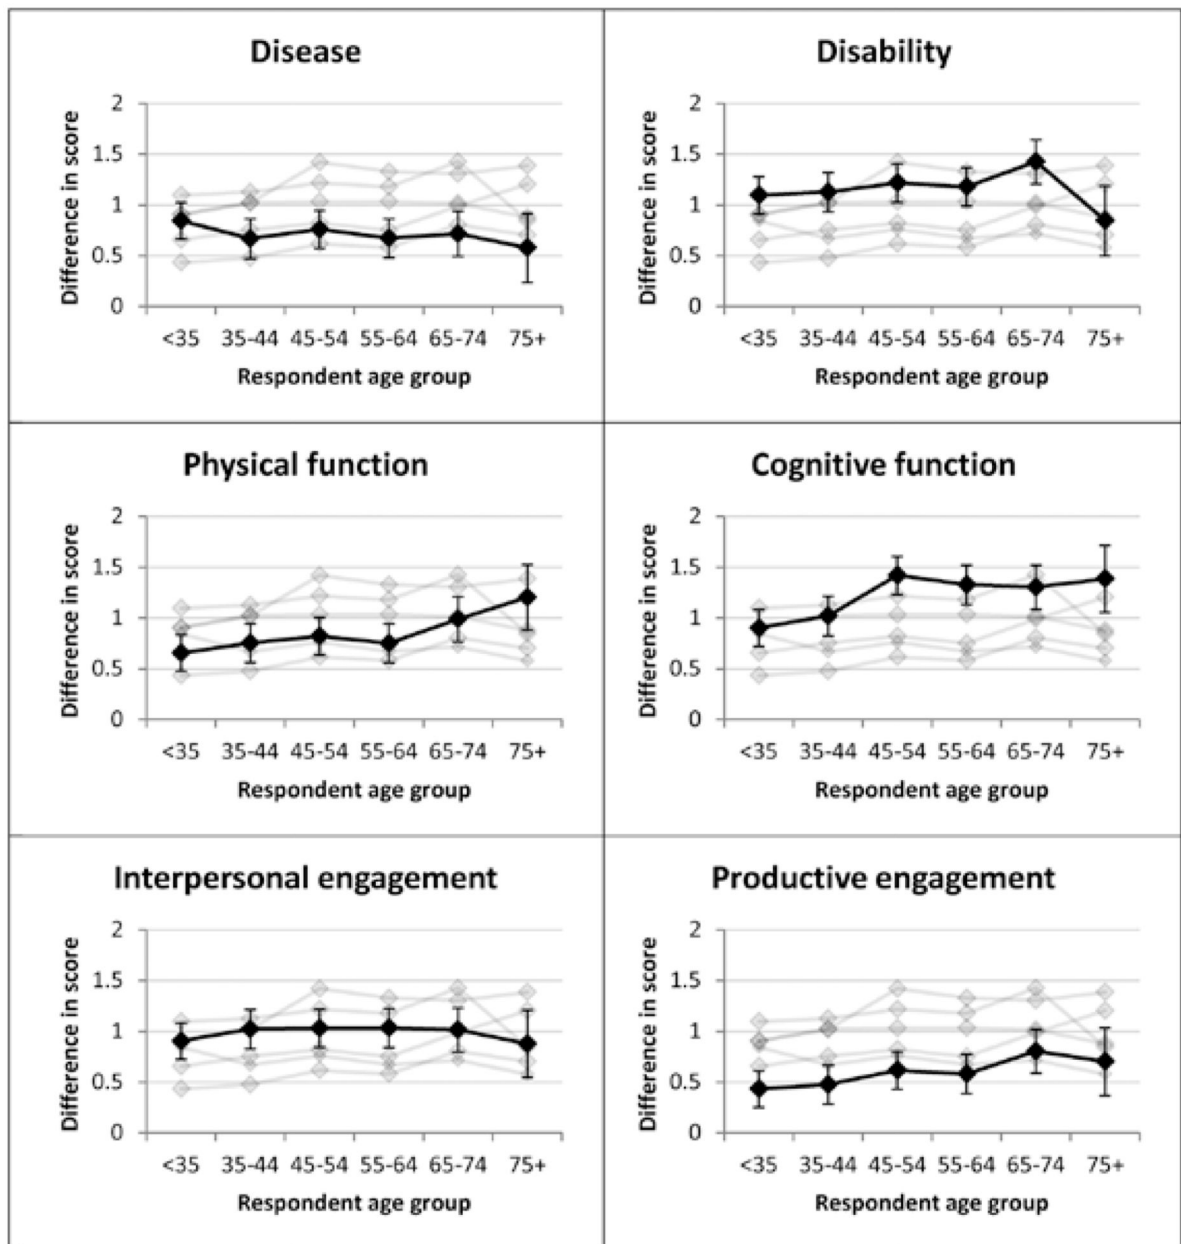 Disease
Difference in score
2
1.5
1
0.5
0
<35 35-44 45-54 55-64 65-74 75+
Respondent age group
Disability
Difference in score
2
1.5
1
0.5
0
<35 35-44 45-54 55-64 65-74 75+
Respondent age group
Physical function
Difference in score
2
1.5
1
0.5
0
<35 35-44 45-54 55-64 65-74 75+
Respondent age group
Cognitive function
Difference in score
2
1.5
1
0.5
0
<35 35-44 45-54 55-64 65-74 75+
Respondent age group
Interpersonal engagement
Difference in score
2
1.5
1
0.5
0
<35 35-44 45-54 55-64 65-74 75+
Respondent age group
Productive engagement
Difference in score
2
1.5
1
0.5
0
<35 35-44 45-54 55-64 65-74 75+
Respondent age group